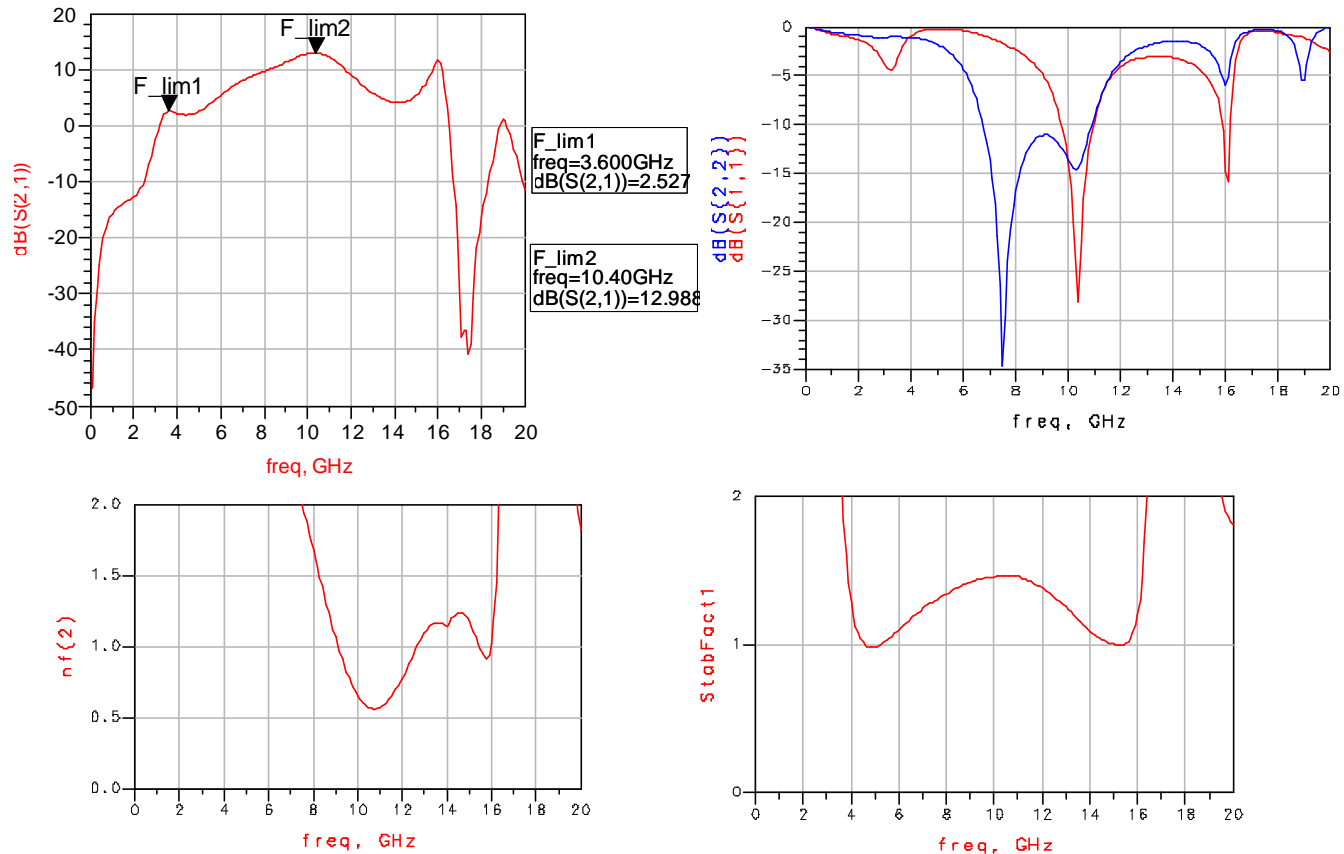 20
10
0
-10
-20
-30
-40
-50
dB(S(2,1))
F_lim1
F_lim2
0 2 4 6 8 10 12 14 16 18 20
freq, GHz
F_lim1
freq=3.600GHz
dB(S(2,1))=2.527
F_lim2
freq=10.40GHz
dB(S(2,1))=12.988
0
-5
-10
-15
-20
-25
-30
-35
dB(S(2,2))
dB(S(1,1))
0 2 4 6 8 10 12 14 16 18 20
freq, GHz
2.0
1.5
1.0
0.5
0.0
nf(2)
0 2 4 6 8 10 12 14 16 18 20
freq, GHz
2
1
0
StabFact1
0 2 4 6 8 10 12 14 16 18 20
freq, GHz